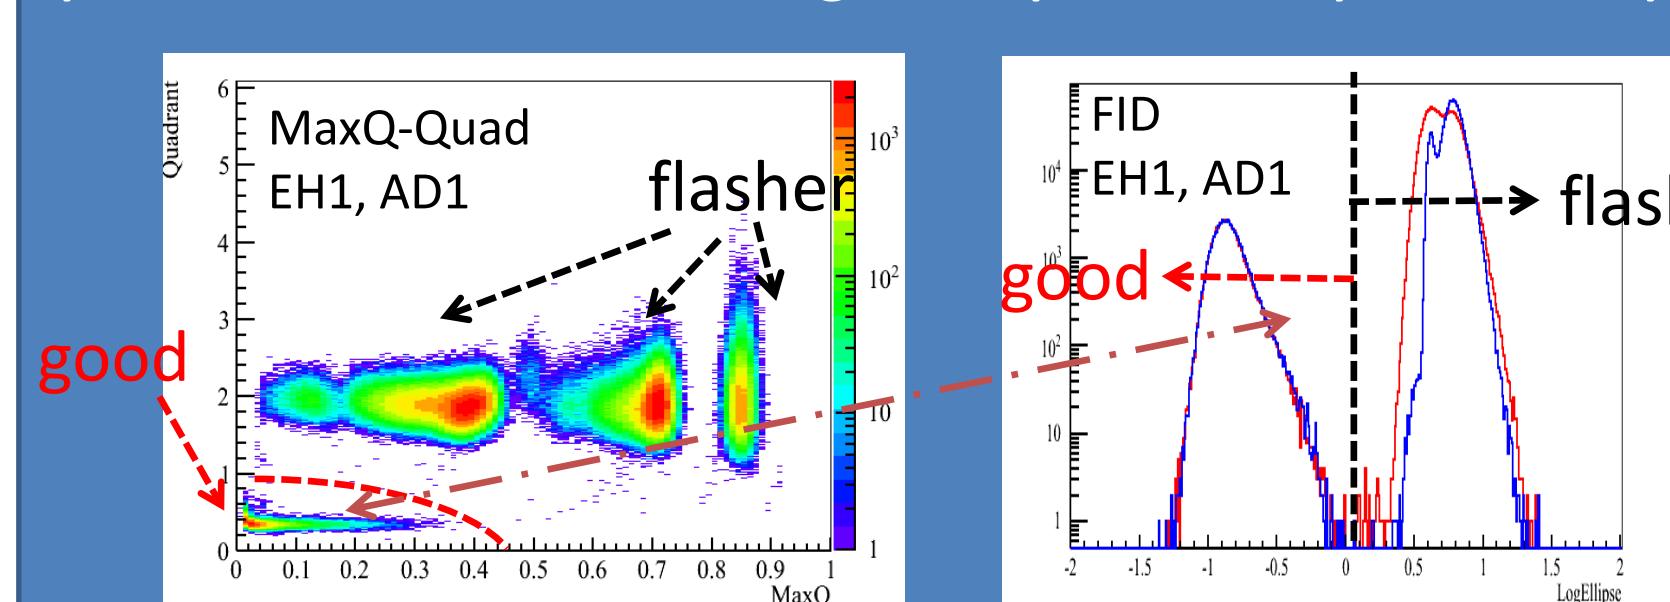 MaxQ-Quad
EH1, AD1
flasher
good
Quadrant
6
5
4
3
2
1
0
0 0.1 0.2 0.3 0.4 0.5 0.6 0.7 0.8 0.9 1
MaxQ
10³
10²
10
1
FID
EH1, AD1
good
flas
10⁴
10³
10²
10
1
-2 -1.5 -1 -0.5 0 0.5 1 1.5 2
LogEllipse